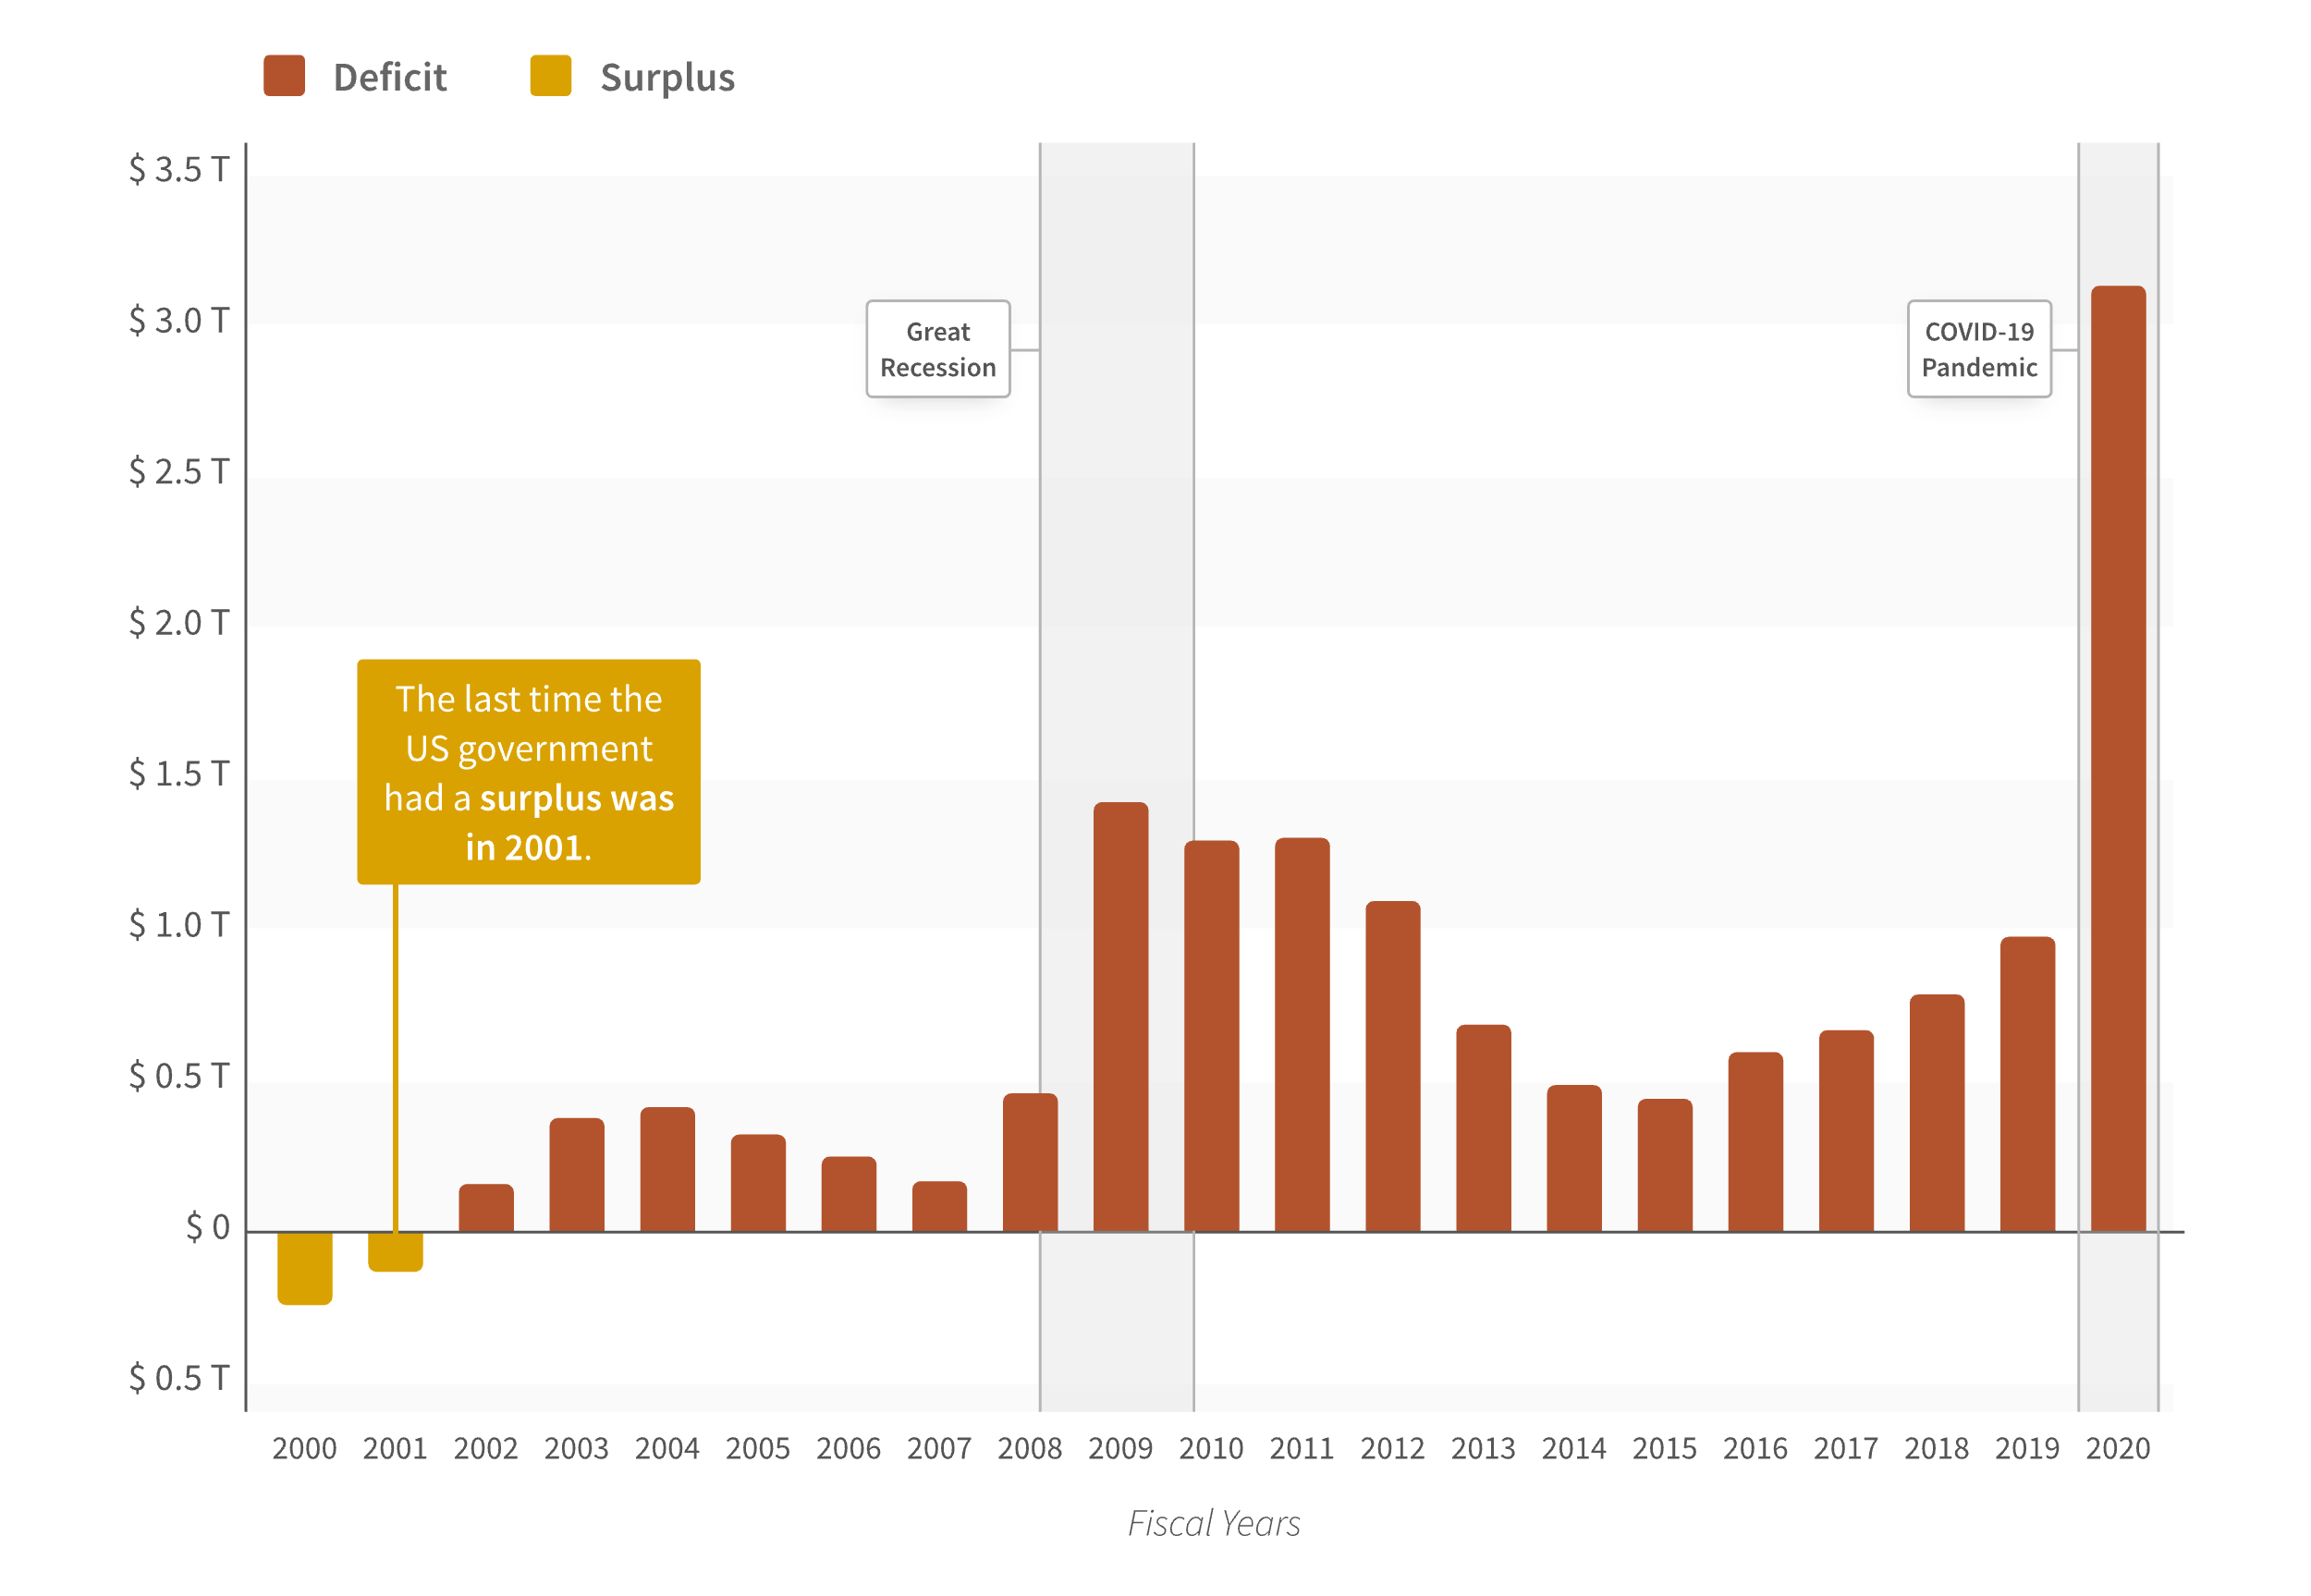 Deficit Surplus
$ 3.5 T
$ 3.0 T
$ 2.5 T
$ 2.0 T
$ 1.5 T
$ 1.0 T
$ 0.5 T
$ 0
$ 0.5 T
Great
Recession
COVID-19
Pandemic
The last time the
US government
had a surplus was
in 2001.
2000 2001 2002 2003 2004 2005 2006 2007 2008 2009 2010 2011 2012 2013 2014 2015 2016 2017 2018 2019 2020
Fiscal Years